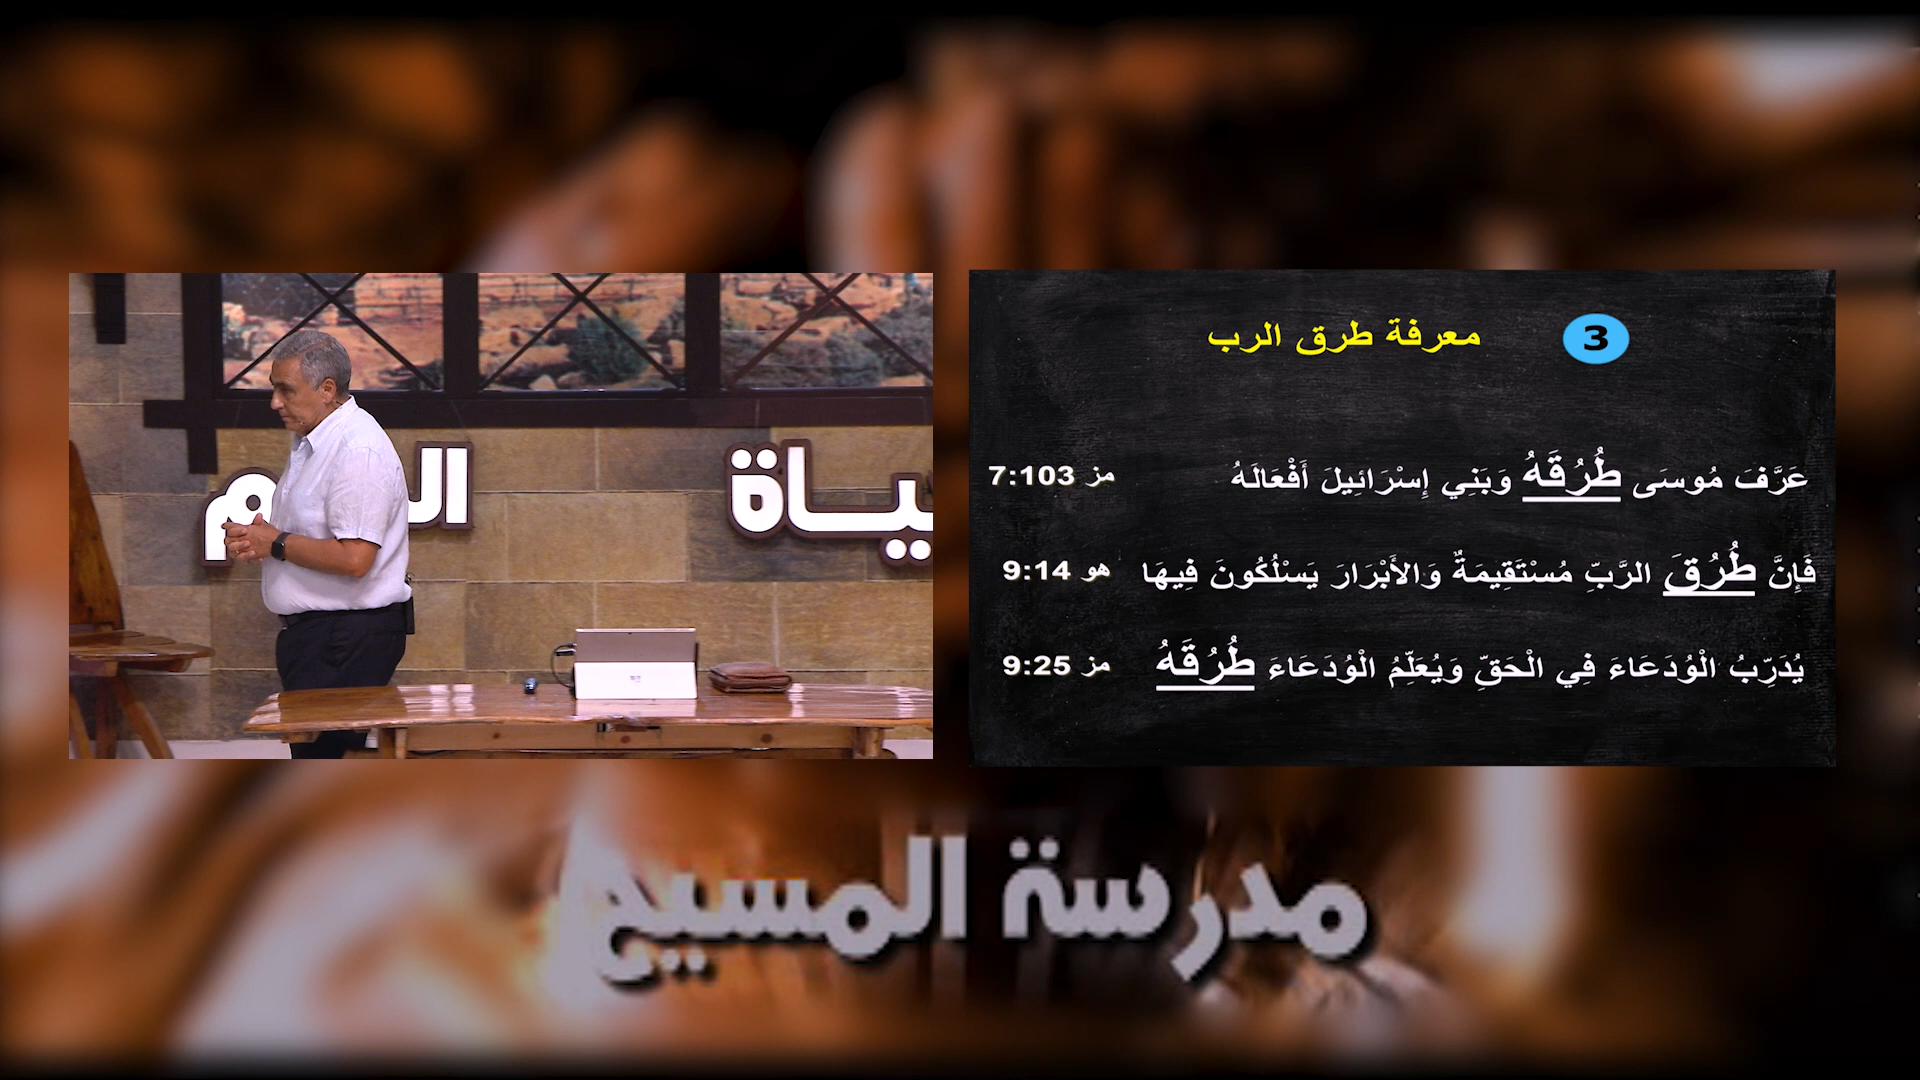 3 معرفة طرق الرب
عَرَّفَ مُوسَى طُرُقَهُ وَبَنِي إِسْرَائِيلَ أَفْعَالَهُ مز 7:103
فَإِنَّ طُرُقَ الرَّبِّ مُسْتَقِيمَةٌ وَالأَبْرَارَ يَسْلُكُونَ فِيهَا هو 9:14
يُدَرِّبُ الْوُدَعَاءَ فِي الْحَقِّ وَيُعَلِّمُ الْوُدَعَاءَ طُرُقَهُ مز 9:25
مدرسة المسيح